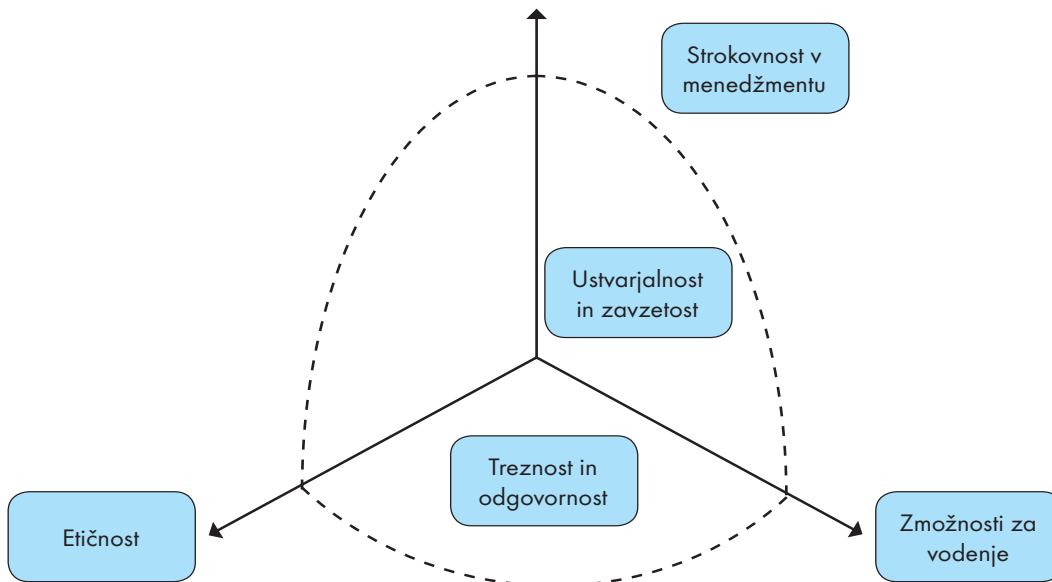 Strokovnost v
menedžmentu
Ustvarjalnost
in zavzetost
Treznost in
odgovornost
Etičnost
Zmožnosti za
vodenje